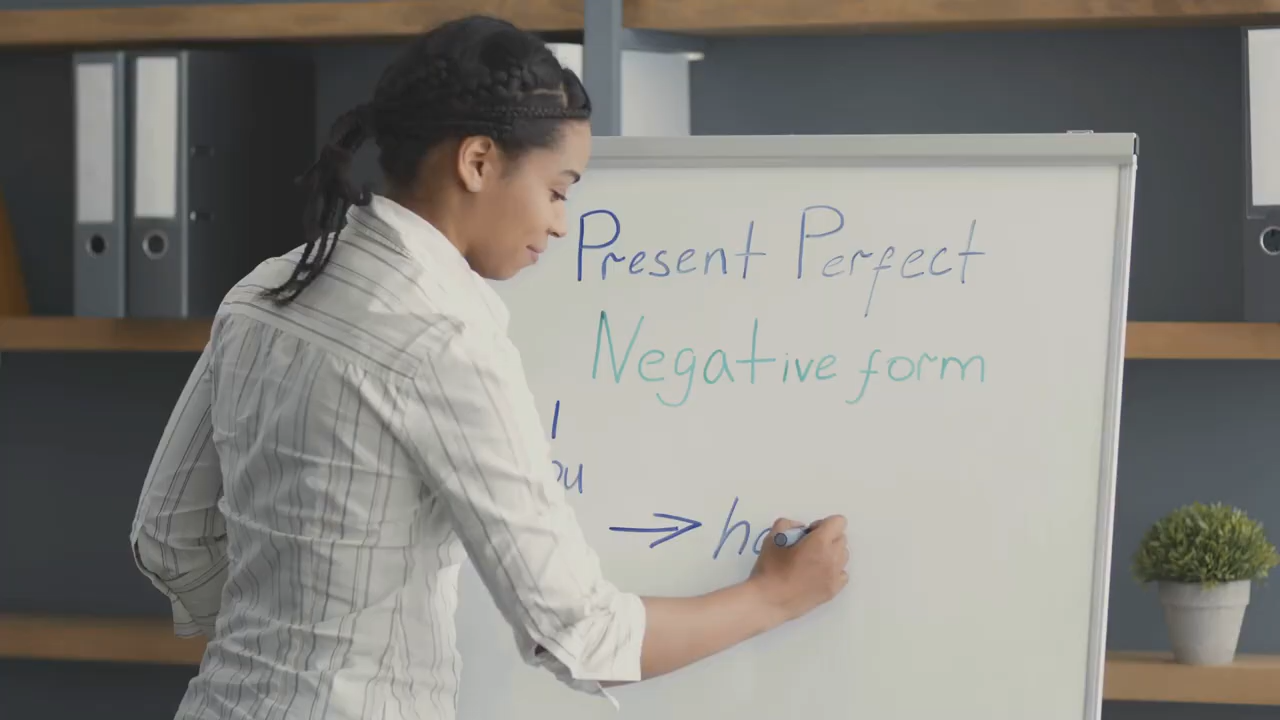 Present Perfect
Negative form
I
ou
→ ha